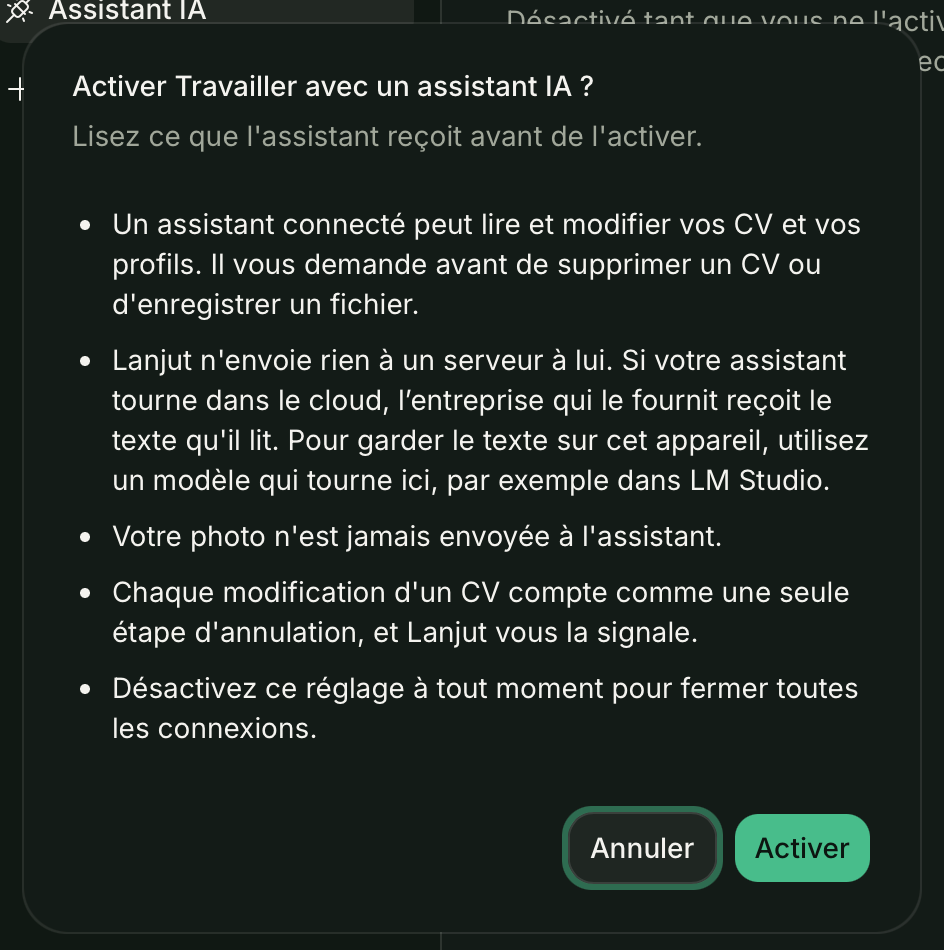 Assistant IA
Désactivé tant que vous ne l'activ
Activer Travailler avec un assistant IA ?
Lisez ce que l'assistant reçoit avant de l'activer.
• Un assistant connecté peut lire et modifier vos CV et vos
profils. Il vous demande avant de supprimer un CV ou
d'enregistrer un fichier.
• Lanjut n'envoie rien à un serveur à lui. Si votre assistant
tourne dans le cloud, l’entreprise qui le fournit reçoit le
texte qu'il lit. Pour garder le texte sur cet appareil, utilisez
un modèle qui tourne ici, par exemple dans LM Studio.
• Votre photo n'est jamais envoyée à l'assistant.
• Chaque modification d'un CV compte comme une seule
étape d'annulation, et Lanjut vous la signale.
• Désactivez ce réglage à tout moment pour fermer toutes
les connexions.
Annuler Activer